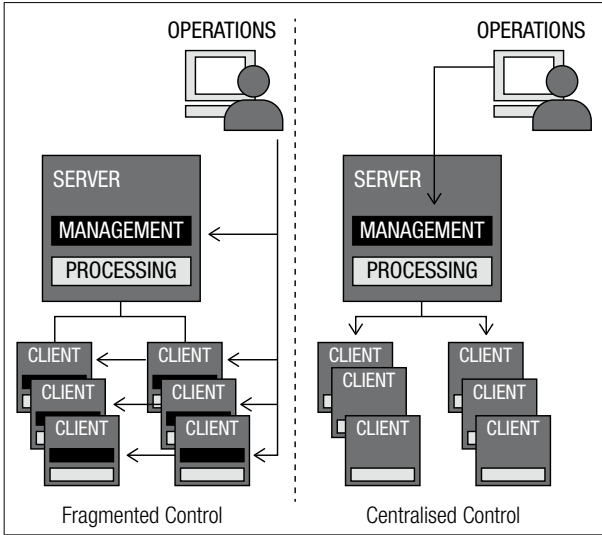 OPERATIONS
SERVER
MANAGEMENT
PROCESSING
CLIENT
CLIENT
CLIENT
CLIENT
CLIENT
CLIENT
Fragmented Control
OPERATIONS
SERVER
MANAGEMENT
PROCESSING
CLIENT
CLIENT
CLIENT
CLIENT
CLIENT
CLIENT
Centralised Control